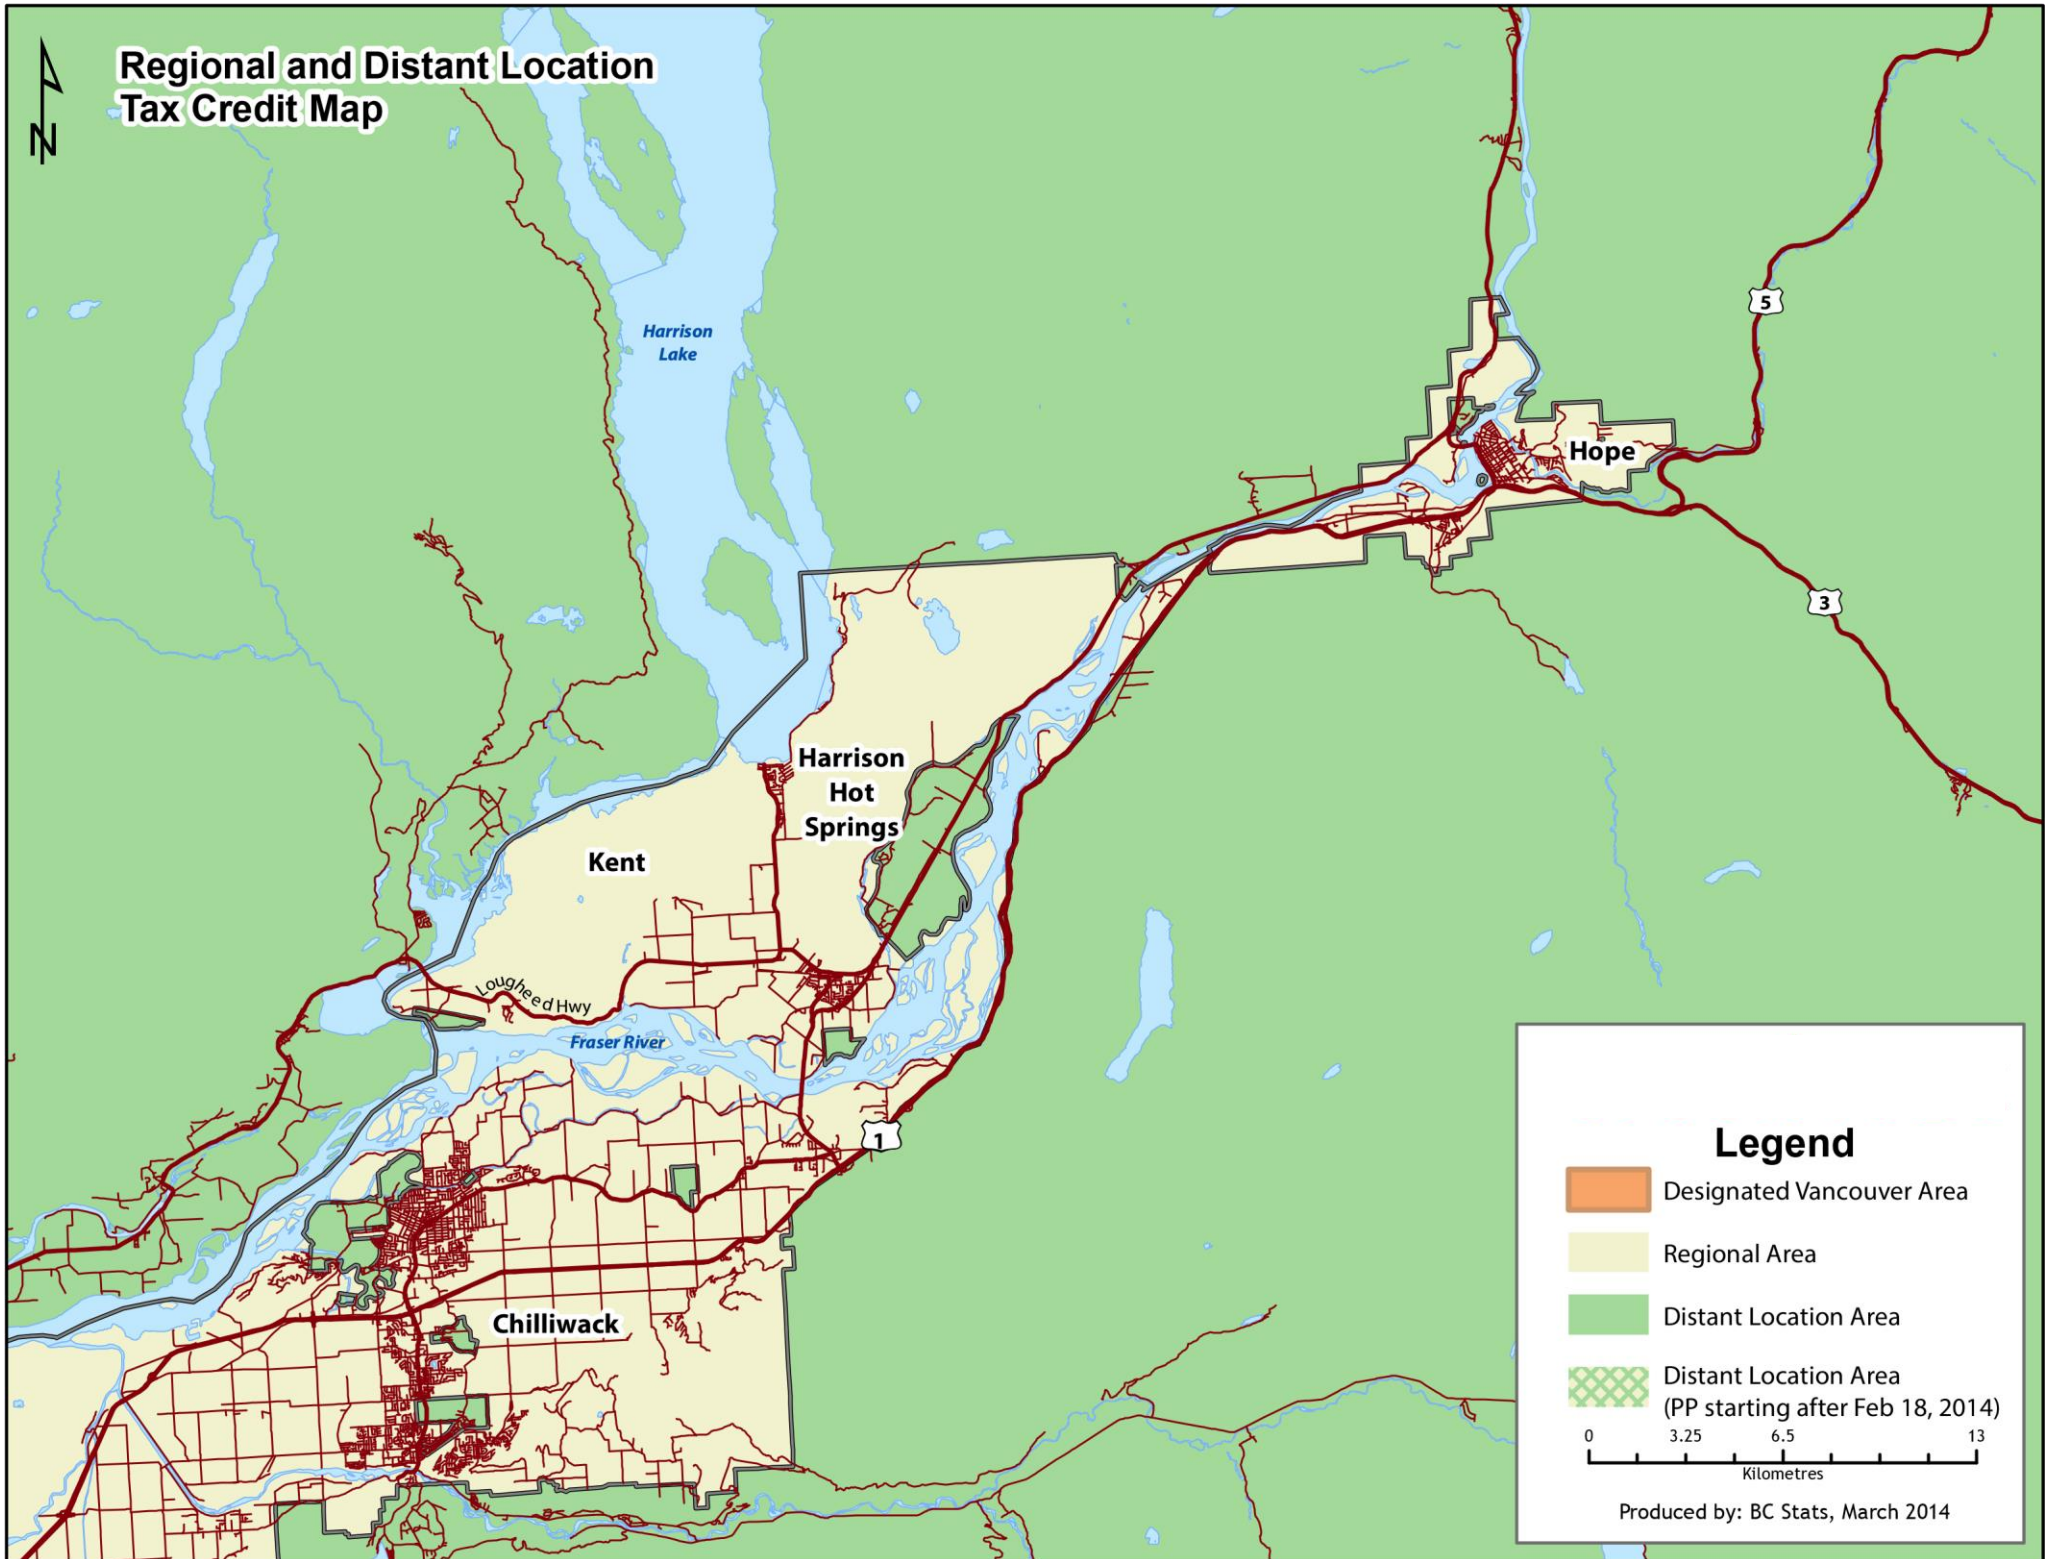 Regional and Distant Location
Tax Credit Map
N
Harrison
Lake
5
Hope
3
Harrison
Hot
Springs
Kent
Lougheed Hwy
Fraser River
1
Chilliwack
Legend
Designated Vancouver Area
Regional Area
Distant Location Area
Distant Location Area
(PP starting after Feb 18, 2014)
0 3.25 6.5 13
Kilometres
Produced by: BC Stats, March 2014